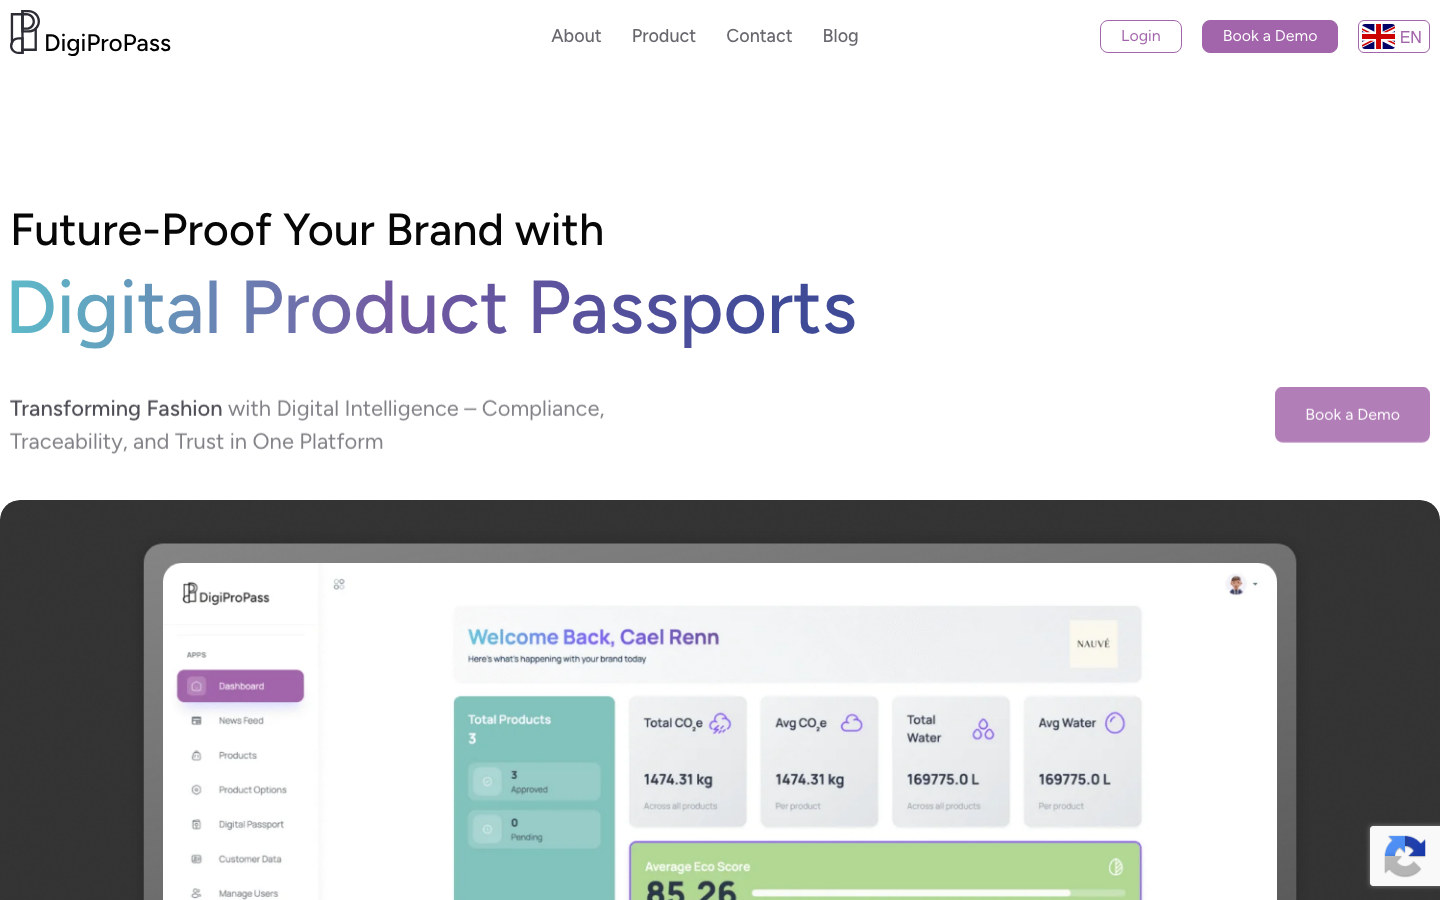 DigiProPass
About Product Contact Blog
Login
Book a Demo
EN
Future-Proof Your Brand with
Digital Product Passports
Transforming Fashion with Digital Intelligence – Compliance,
Traceability, and Trust in One Platform
Book a Demo
DigiProPass
APPS
Dashboard
News Feed
Products
Product Options
Digital Passport
Customer Data
Manage Users
Welcome Back, Cael Renn
Here's what's happening with your brand today
NAUVÉ
Total Products
3
3
Approved
0
Pending
Total CO₂e
1474.31 kg
Across all products
Avg CO₂e
1474.31 kg
Per product
Total
Water
169775.0 L
Across all products
Avg Water
169775.0 L
Per product
Average Eco Score
85.26